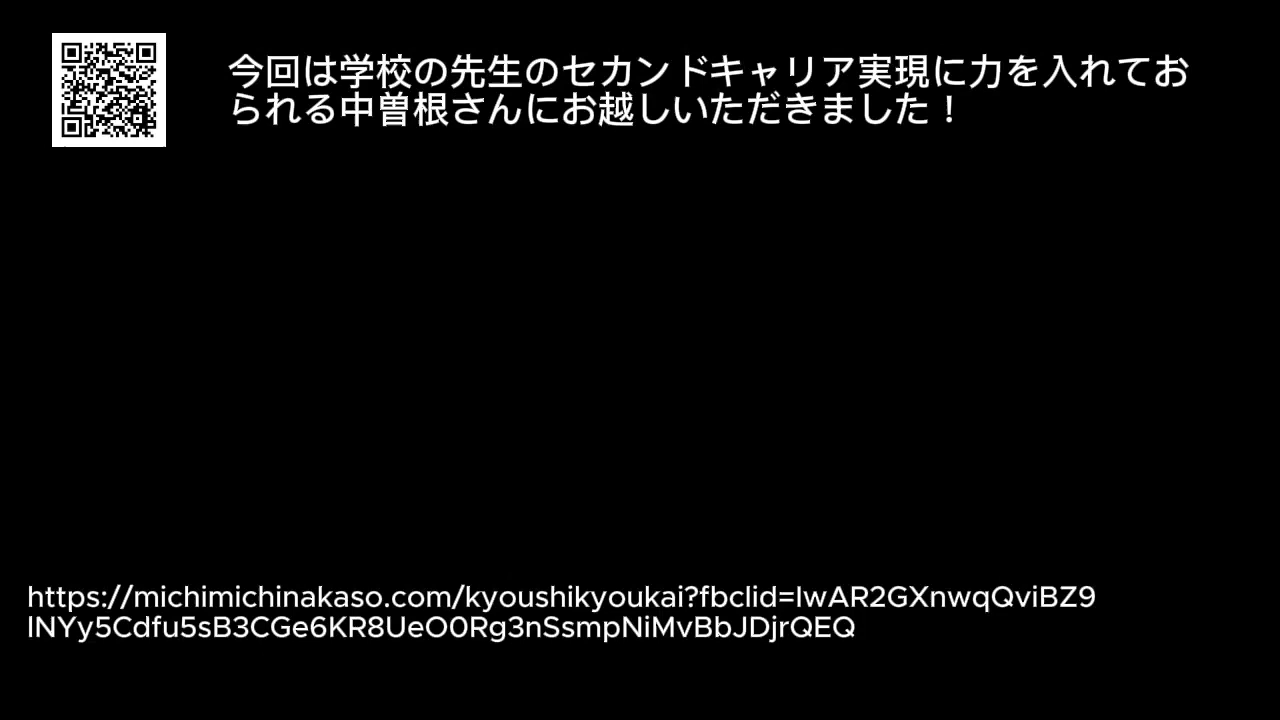 今回は学校の先生のセカンドキャリア実現に力を入れてお
られる中曽根さんにお越しいただきました！
https://michimichinakaso.com/kyoushikyoukai?fbclid=IwAR2GXnwqQviBZ9
INYy5Cdfu5sB3CGe6KR8UeO0Rg3nSsmpNiMvBbJDjrQEQ